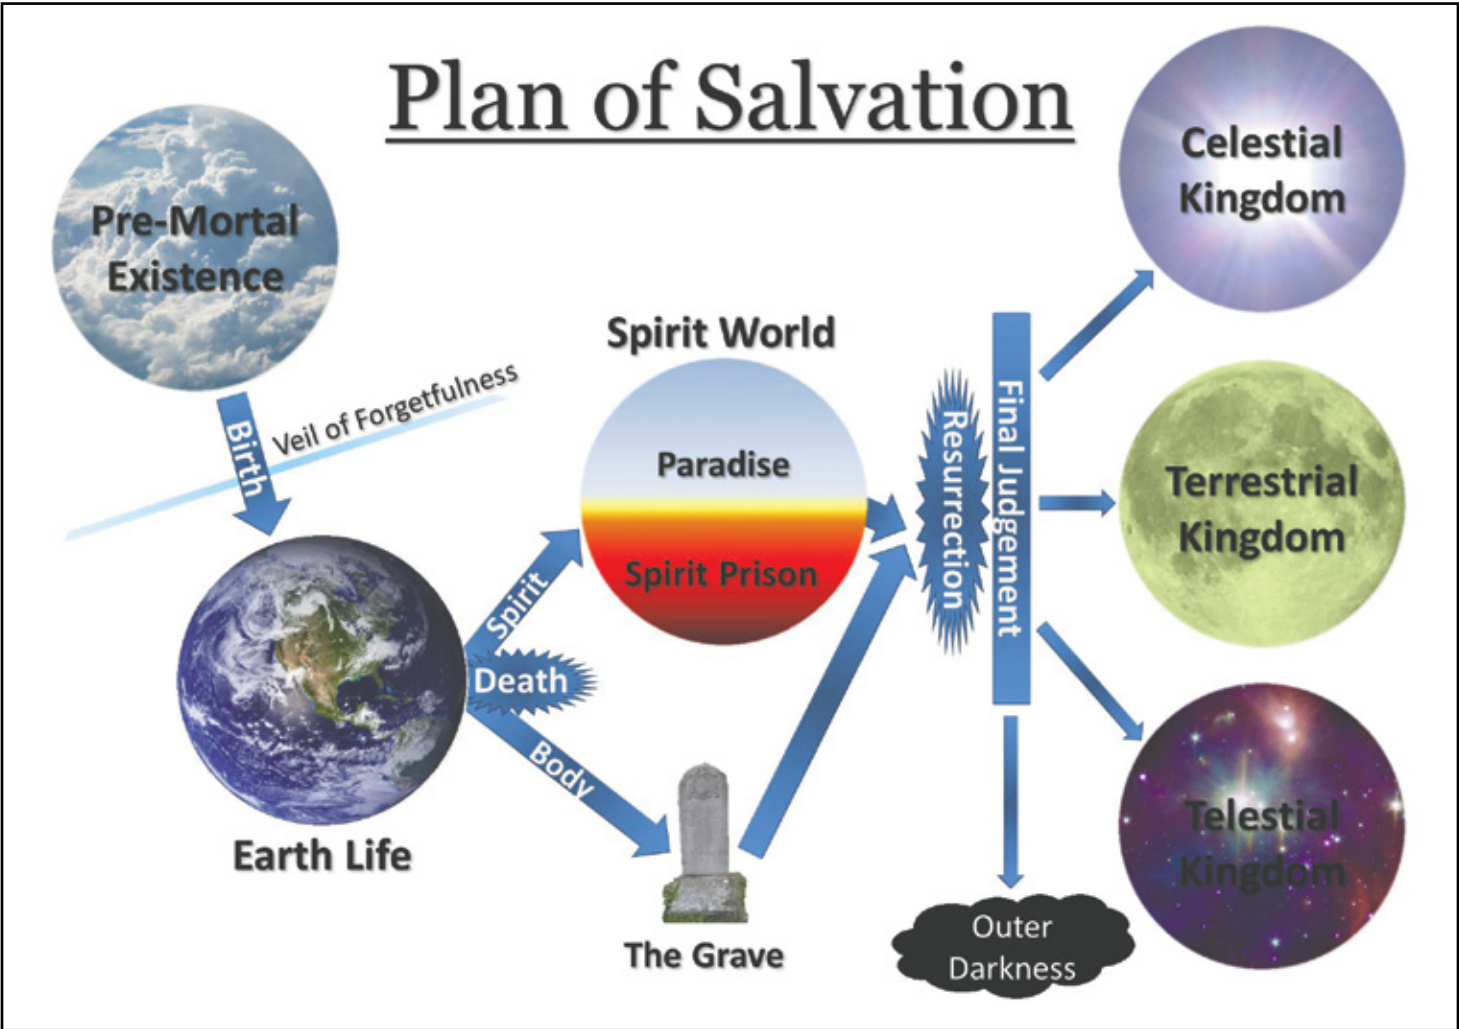 Plan of Salvation
Pre-Mortal
Existence
Birth
Veil of Forgetfulness
Earth Life
Spirit
Death
Body
Spirit World
Paradise
Spirit Prison
The Grave
Resurrection
Final Judgement
Celestial
Kingdom
Terrestrial
Kingdom
Telestial
Kingdom
Outer
Darkness